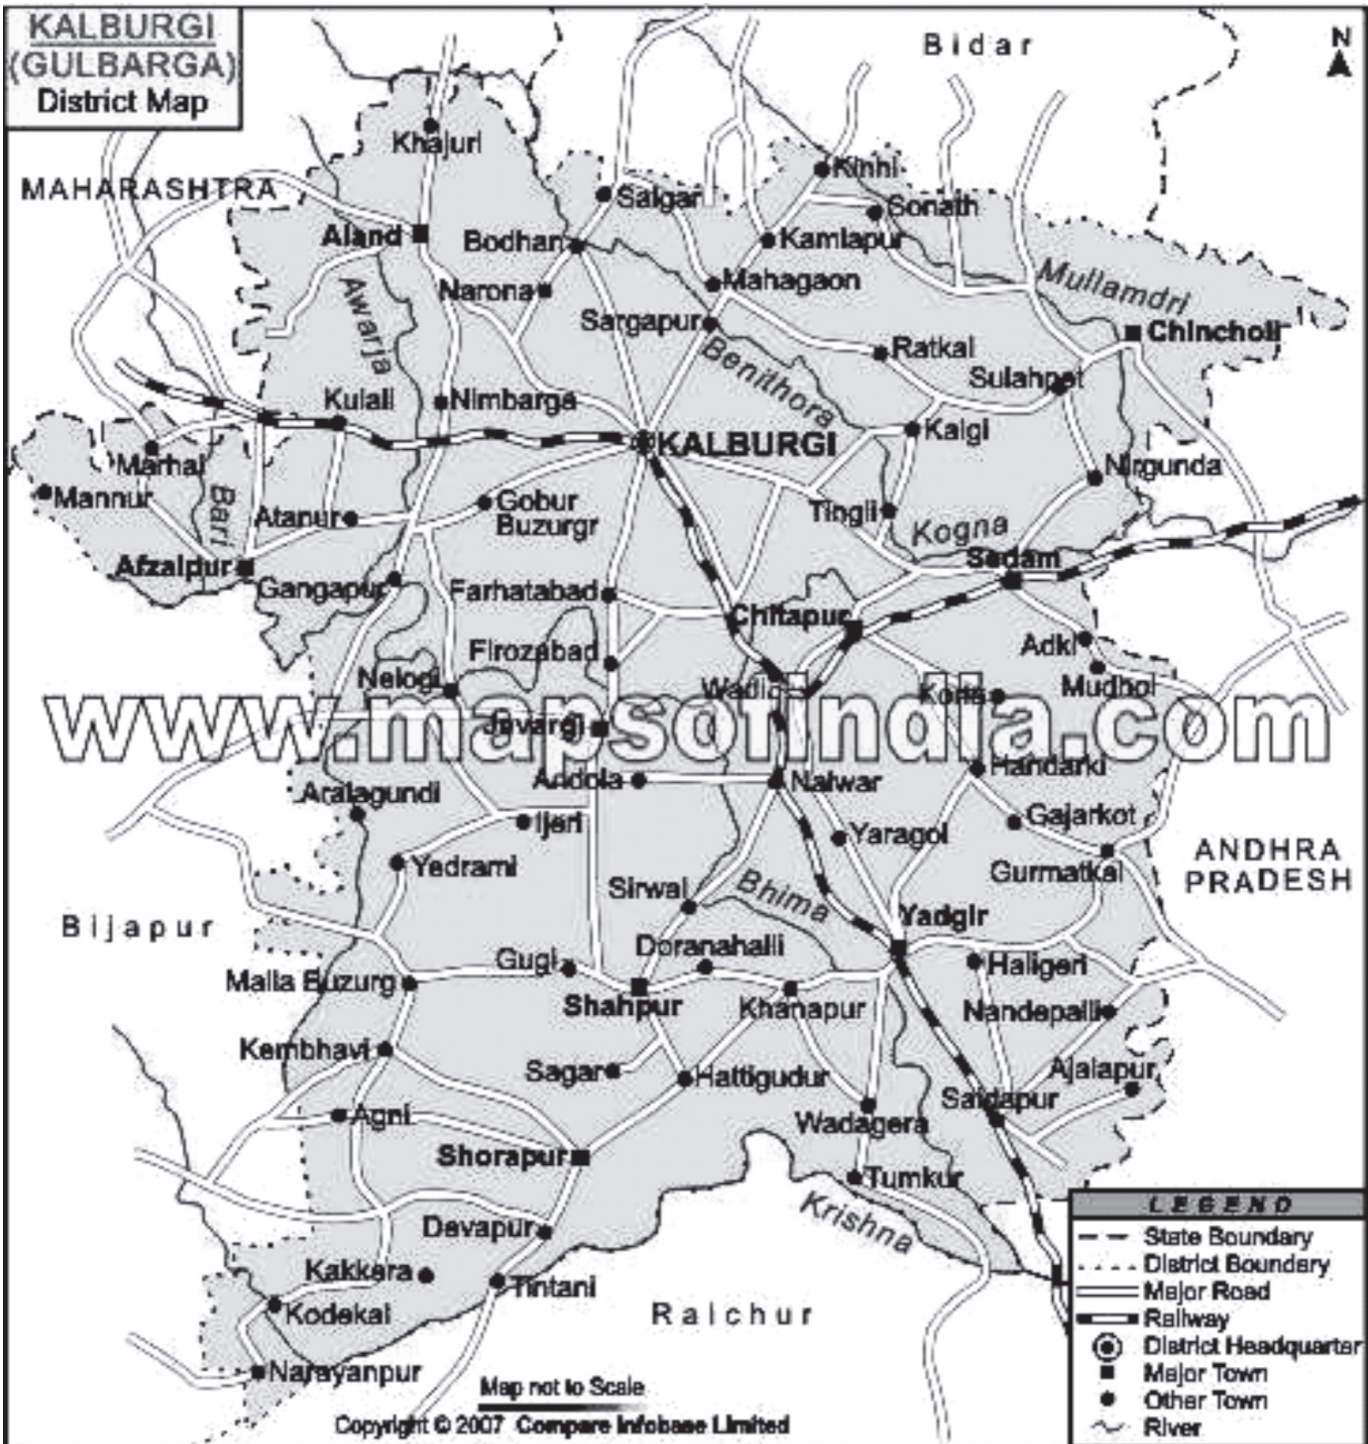 KALBURGI
(GULBARGA)
District Map
Bidar
N
Khajuri
MAHARASHTRA
Kinhi
Salgar
Sonath
Aland
Bodhan
Kamlapur
Mullamdri
Narona
Mahagaon
Awarja
Sargapur
Chincholi
Benithora
Ratkal
Sulahpet
Kulali
Nimbarga
Kalgi
KALBURGI
Marhal
Nirgunda
Mannur
Bari
Gobur
Buzurgr
Atanur
Tingli
Kogna
Afzalpur
Sedam
Gangapur
Farhatabad
Chitapur
Adki
Firozabad
Nelogi
Wadi
Kona
Mudhol
www.mapsofindia.com
Jevargi
Handarki
Andola
Nalwar
Aralagundi
Ijeri
Gajarkot
Yaragol
ANDHRA
PRADESH
Yedrami
Gurmatkal
Sirwal
Bhima
Bijapur
Yadgir
Doranahalli
Gugi
Haligeri
Malla Buzurg
Shahpur
Khanapur
Nandepalli
Kembhavi
Sagar
Hattigudur
Ajalapur
Agni
Saidapur
Wadagera
Shorapur
Tumkur
Krishna
Devapur
Kakkera
Tintani
Kodekal
Raichur
Narayanpur
LEGEND
State Boundary
District Boundary
Major Road
Railway
District Headquarter
Major Town
Other Town
River
Map not to Scale
Copyright © 2007 Compare Infobase Limited